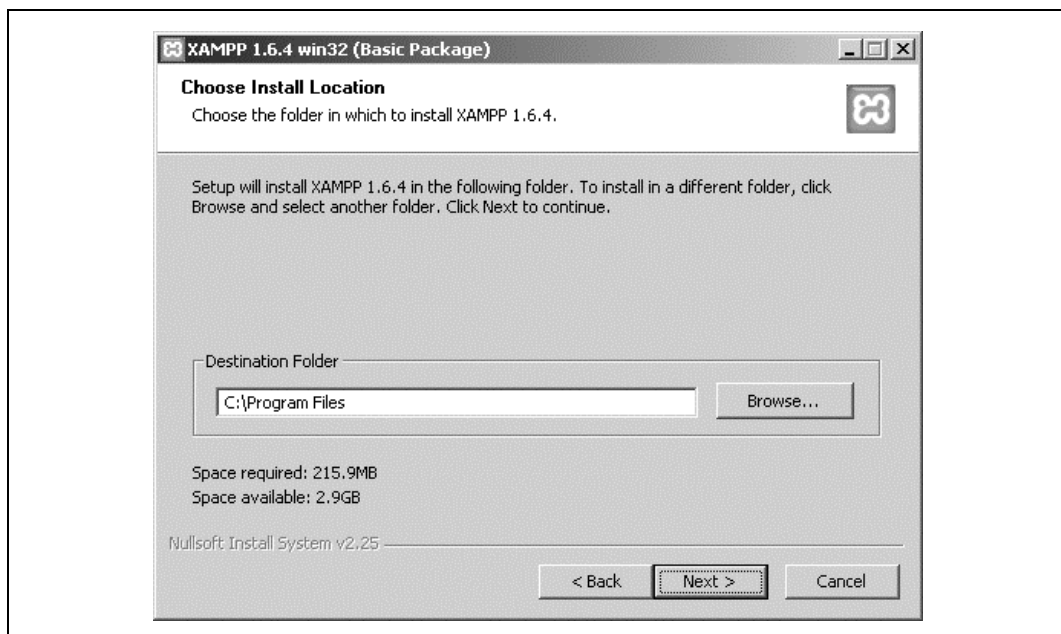 XAMPP 1.6.4 win32 (Basic Package)
Choose Install Location
Choose the folder in which to install XAMPP 1.6.4.
Setup will install XAMPP 1.6.4 in the following folder. To install in a different folder, click
Browse and select another folder. Click Next to continue.
Destination Folder
C:\Program Files
Browse...
Space required: 215.9MB
Space available: 2.9GB
Nullsoft Install System v2.25
< Back
Next >
Cancel